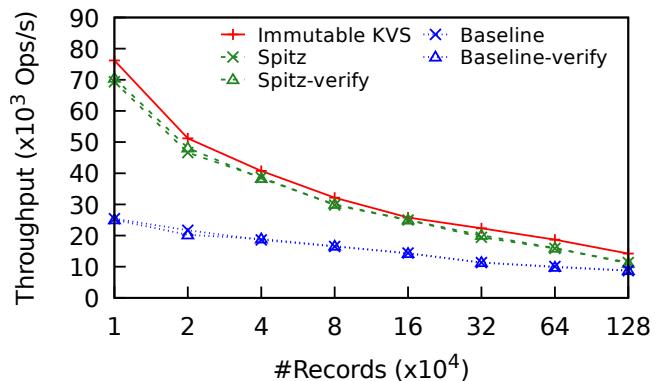 Throughput (x10³ Ops/s)
90
80
70
60
50
40
30
20
10
0
Immutable KVS
Spitz
Spitz-verify
Baseline
Baseline-verify
1 2 4 8 16 32 64 128
#Records (x10⁴)